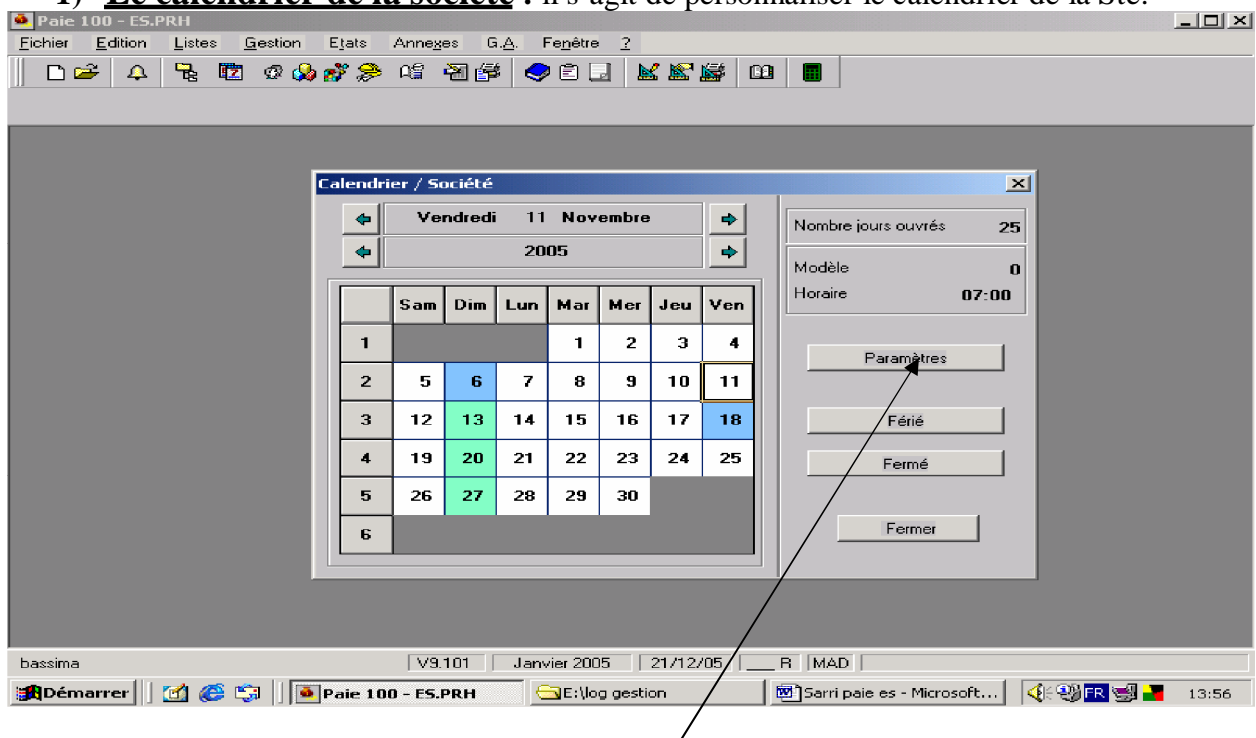 1) Le calendrier de la société : il s'agit de personnaliser le calendrier de la Sté.
Paie 100 - ES.PRH
Fichier Edition Listes Gestion Etats Annexes G.A. Fenêtre ?
Calendrier / Société
Vendredi 11 Novembre
2005
Nombre jours ouvrés 25
Modèle 0
Horaire 07:00
Sam Dim Lun Mar Mer Jeu Ven
1 1 2 3 4
2 5 6 7 8 9 10 11
3 12 13 14 15 16 17 18
4 19 20 21 22 23 24 25
5 26 27 28 29 30
6
Paramètres
Férié
Fermé
Fermer
bassima V9.101 Janvier 2005 21/12/05 __ R MAD
Démarrer Paie 100 - ES.PRH E:\log gestion Sarri paie es - Microsoft... FR 13:56